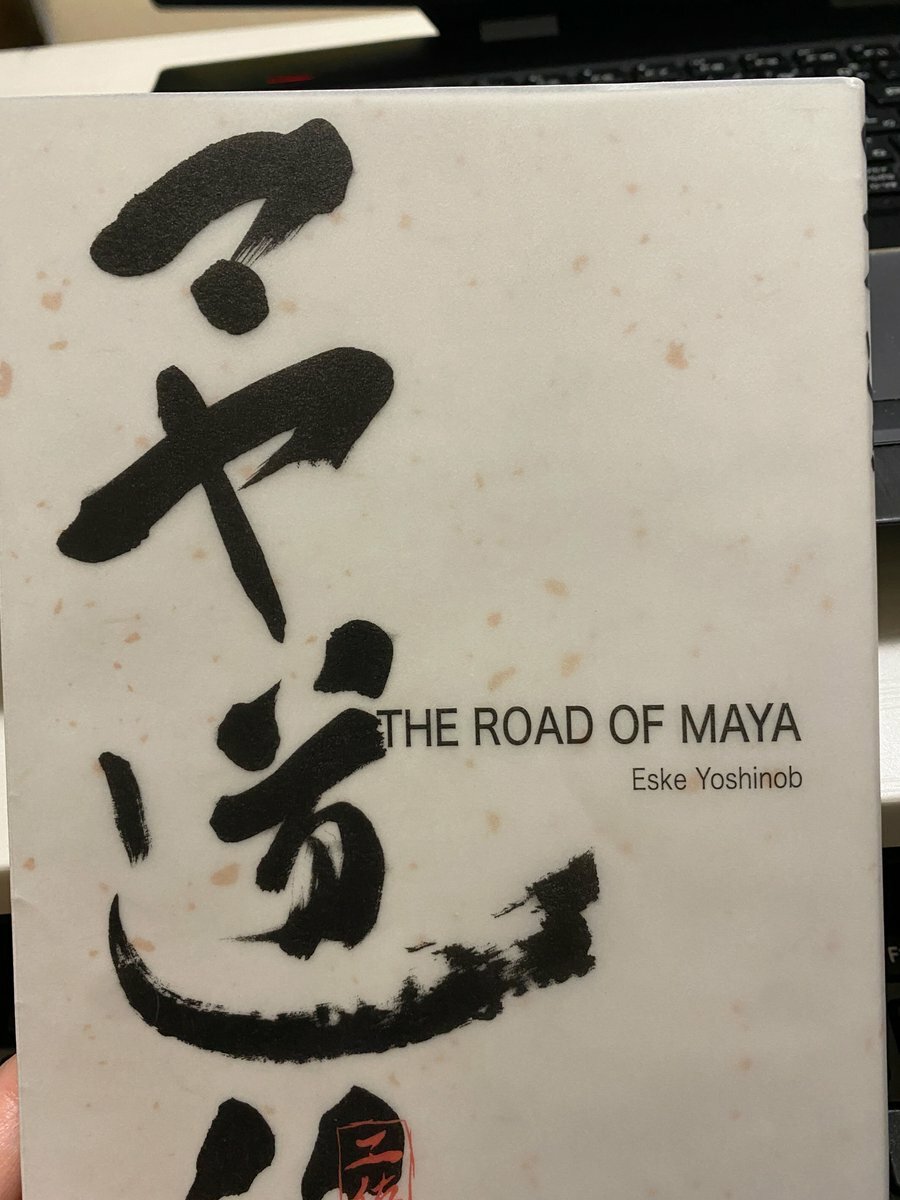 マヤ道
THE ROAD OF MAYA
Eske Yoshinob